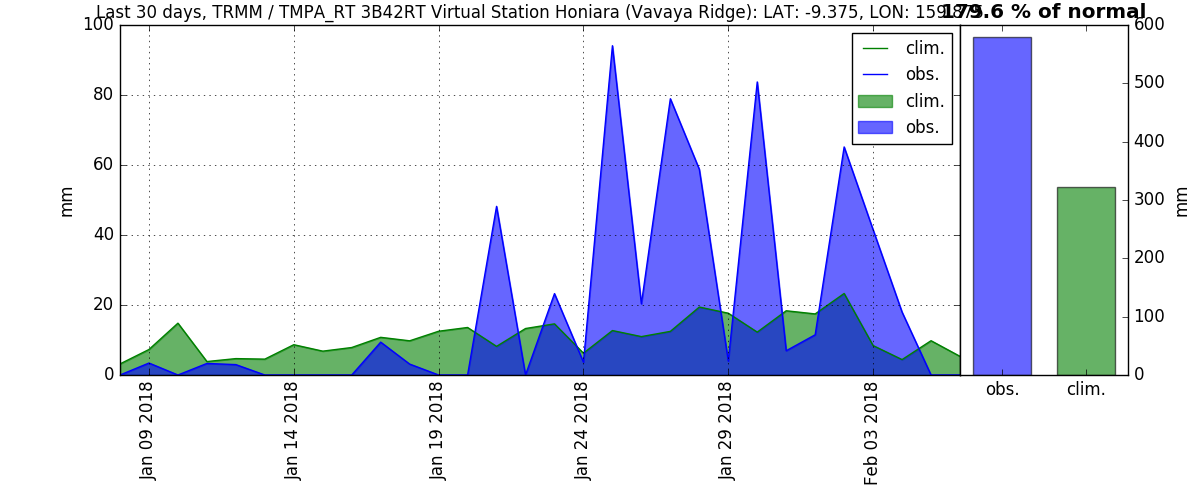 Last 30 days, TRMM / TMPA_RT 3B42RT Virtual Station Honiara (Vavaya Ridge): LAT: -9.375, LON:
179.6 % of normal
100
80
60
40
20
0
mm
clim.
obs.
clim.
obs.
600
500
400
300
200
100
0
mm
obs.
clim.
Jan 09 2018
Jan 14 2018
Jan 19 2018
Jan 24 2018
Jan 29 2018
Feb 03 2018